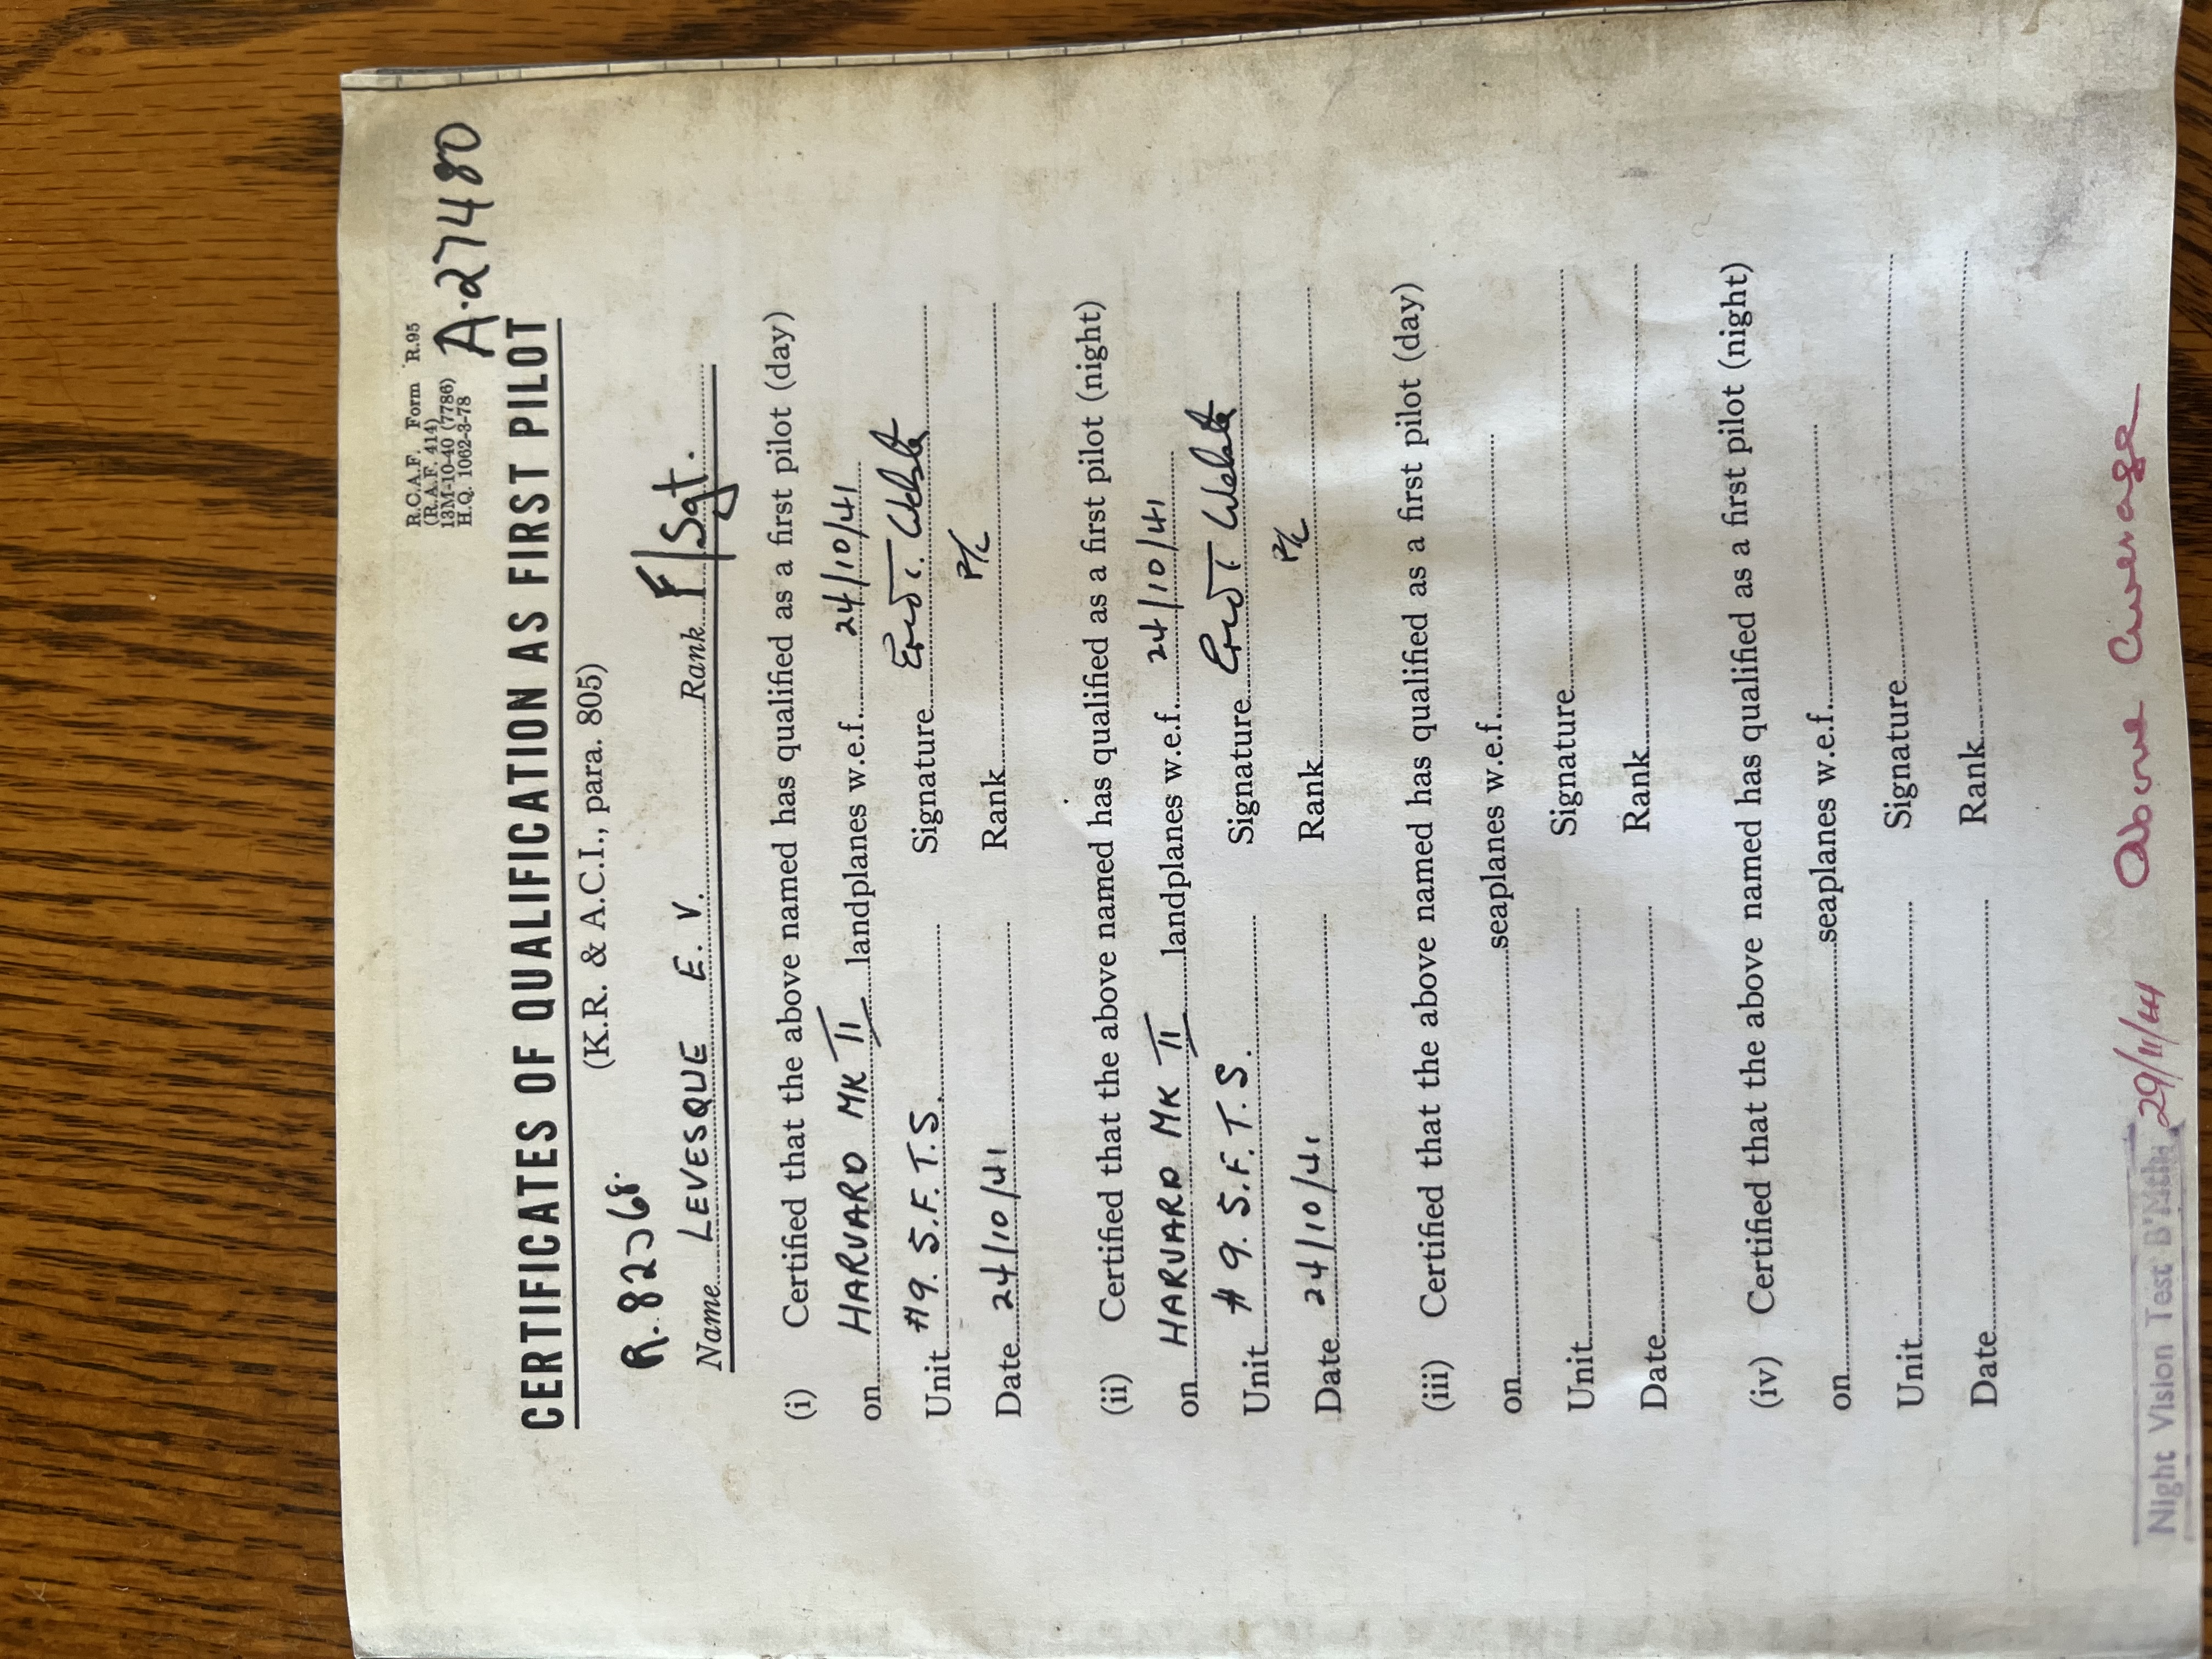 R.C.A.F. Form R.95
(R.A.F. 414)
13M-10-40 (7786)
H.Q. 1062-3-78
A.27480
CERTIFICATES OF QUALIFICATION AS FIRST PILOT
(K.R. & A.C.I., para. 805)
R.82268.
Name LEVESQUE E. V. Rank F/Sgt.
(i) Certified that the above named has qualified as a first pilot (day)
on HARVARD MK II landplanes w.e.f. 24/10/41
Unit #9. S.F.T.S. Signature
Date 24/10/41 Rank
(ii) Certified that the above named has qualified as a first pilot (night)
on HARVARD MK II landplanes w.e.f. 24/10/41
Unit #9. S.F.T.S. Signature
Date 24/10/41 Rank
(iii) Certified that the above named has qualified as a first pilot (day)
on seaplanes w.e.f.
Unit Signature
Date Rank
(iv) Certified that the above named has qualified as a first pilot (night)
on seaplanes w.e.f.
Unit Signature
Date Rank
Night Vision Test B'Mth. 29/11/41 Above Average